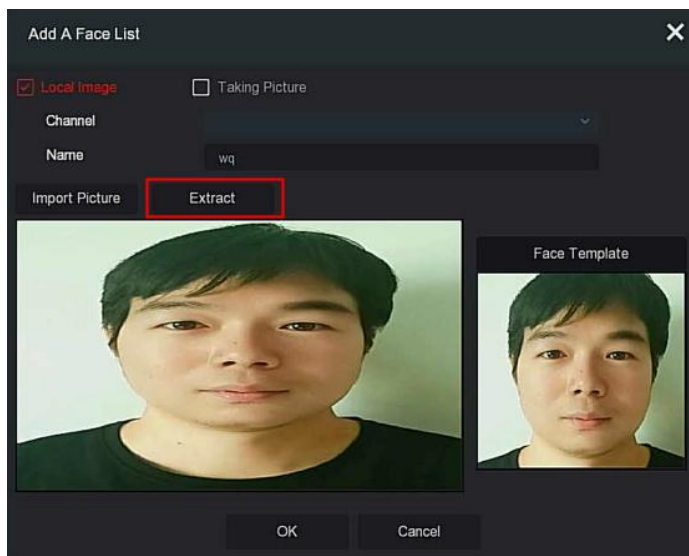 Add A Face List
Local Image
Taking Picture
Channel
Name
wq
Import Picture
Extract
Face Template
OK
Cancel